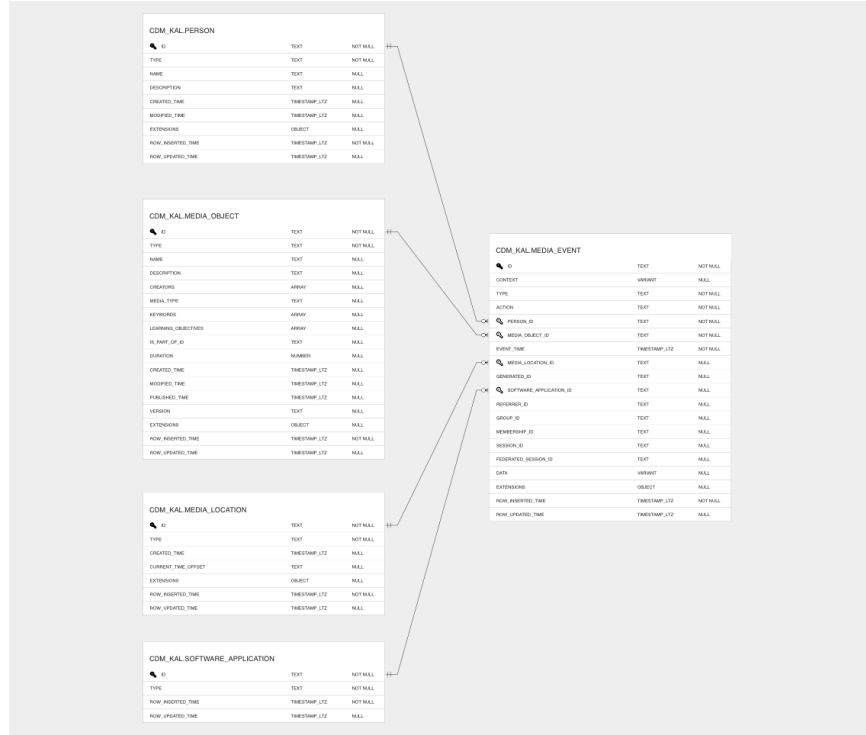 CDM_KAL.PERSON
ID TEXT NOT NULL
TYPE TEXT NOT NULL
NAME TEXT NULL
DESCRIPTION TEXT NULL
CREATED_TIME TIMESTAMP_LTZ NULL
MODIFIED_TIME TIMESTAMP_LTZ NULL
EXTENSIONS OBJECT NULL
ROW_INSERTED_TIME TIMESTAMP_LTZ NOT NULL
ROW_UPDATED_TIME TIMESTAMP_LTZ NULL
CDM_KAL.MEDIA_OBJECT
ID TEXT NOT NULL
TYPE TEXT NOT NULL
NAME TEXT NULL
DESCRIPTION TEXT NULL
CREATORS ARRAY NULL
MEDIA_TYPE TEXT NULL
KEYWORDS ARRAY NULL
LEARNING_OBJECTIVES ARRAY NULL
IS_PART_OF_ID TEXT NULL
DURATION NUMBER NULL
CREATED_TIME TIMESTAMP_LTZ NULL
MODIFIED_TIME TIMESTAMP_LTZ NULL
PUBLISHED_TIME TIMESTAMP_LTZ NULL
VERSION TEXT NULL
EXTENSIONS OBJECT NULL
ROW_INSERTED_TIME TIMESTAMP_LTZ NOT NULL
ROW_UPDATED_TIME TIMESTAMP_LTZ NULL
CDM_KAL.MEDIA_LOCATION
ID TEXT NOT NULL
TYPE TEXT NOT NULL
CREATED_TIME TIMESTAMP_LTZ NULL
CURRENT_TIME_OFFSET TEXT NULL
EXTENSIONS OBJECT NULL
ROW_INSERTED_TIME TIMESTAMP_LTZ NOT NULL
ROW_UPDATED_TIME TIMESTAMP_LTZ NULL
CDM_KAL.SOFTWARE_APPLICATION
ID TEXT NOT NULL
TYPE TEXT NOT NULL
ROW_INSERTED_TIME TIMESTAMP_LTZ NOT NULL
ROW_UPDATED_TIME TIMESTAMP_LTZ NULL
CDM_KAL.MEDIA_EVENT
ID TEXT NOT NULL
CONTEXT VARIANT NULL
TYPE TEXT NOT NULL
ACTION TEXT NOT NULL
PERSON_ID TEXT NOT NULL
MEDIA_OBJECT_ID TEXT NOT NULL
EVENT_TIME TIMESTAMP_LTZ NOT NULL
MEDIA_LOCATION_ID TEXT NULL
GENERATED_ID TEXT NULL
SOFTWARE_APPLICATION_ID TEXT NULL
REFERRER_ID TEXT NULL
GROUP_ID TEXT NULL
MEMBERSHIP_ID TEXT NULL
SESSION_ID TEXT NULL
FEDERATED_SESSION_ID TEXT NULL
DATA VARIANT NULL
EXTENSIONS OBJECT NULL
ROW_INSERTED_TIME TIMESTAMP_LTZ NOT NULL
ROW_UPDATED_TIME TIMESTAMP_LTZ NULL